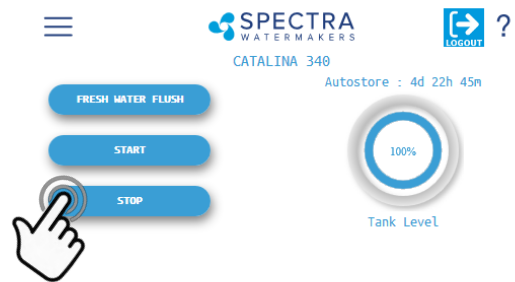 SPECTRA
WATERMAKERS
LOGOUT
?
CATALINA 340
Autostore : 4d 22h 45m
FRESH WATER FLUSH
START
100%
STOP
Tank Level